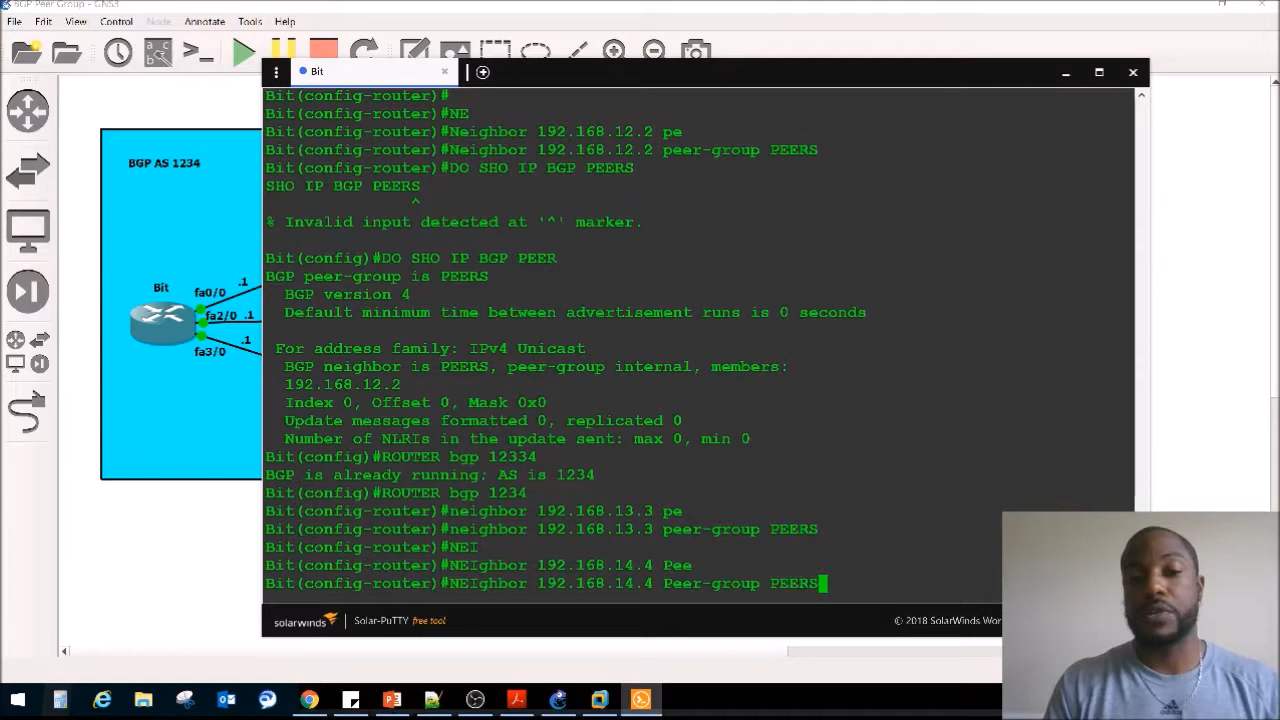 BGP Peer Group - GNS3
File Edit View Control Node Annotate Tools Help
Bit
BGP AS 1234
Bit
fa0/0 .1
fa2/0 .1
.1
fa3/0
Bit(config-router)#
Bit(config-router)#NE
Bit(config-router)#Neighbor 192.168.12.2 pe
Bit(config-router)#Neighbor 192.168.12.2 peer-group PEERS
Bit(config-router)#DO SHO IP BGP PEERS
SHO IP BGP PEERS
^
% Invalid input detected at '^' marker.
Bit(config)#DO SHO IP BGP PEER
BGP peer-group is PEERS
BGP version 4
Default minimum time between advertisement runs is 0 seconds
For address family: IPv4 Unicast
BGP neighbor is PEERS, peer-group internal, members:
192.168.12.2
Index 0, Offset 0, Mask 0x0
Update messages formatted 0, replicated 0
Number of NLRIs in the update sent: max 0, min 0
Bit(config)#ROUTER bgp 12334
BGP is already running; AS is 1234
Bit(config)#ROUTER bgp 1234
Bit(config-router)#neighbor 192.168.13.3 pe
Bit(config-router)#neighbor 192.168.13.3 peer-group PEERS
Bit(config-router)#NEI
Bit(config-router)#NEIghbor 192.168.14.4 Pee
Bit(config-router)#NEIghbor 192.168.14.4 Peer-group PEERS
solarwinds Solar-PuTTY free tool © 2018 SolarWinds Wor
adidas